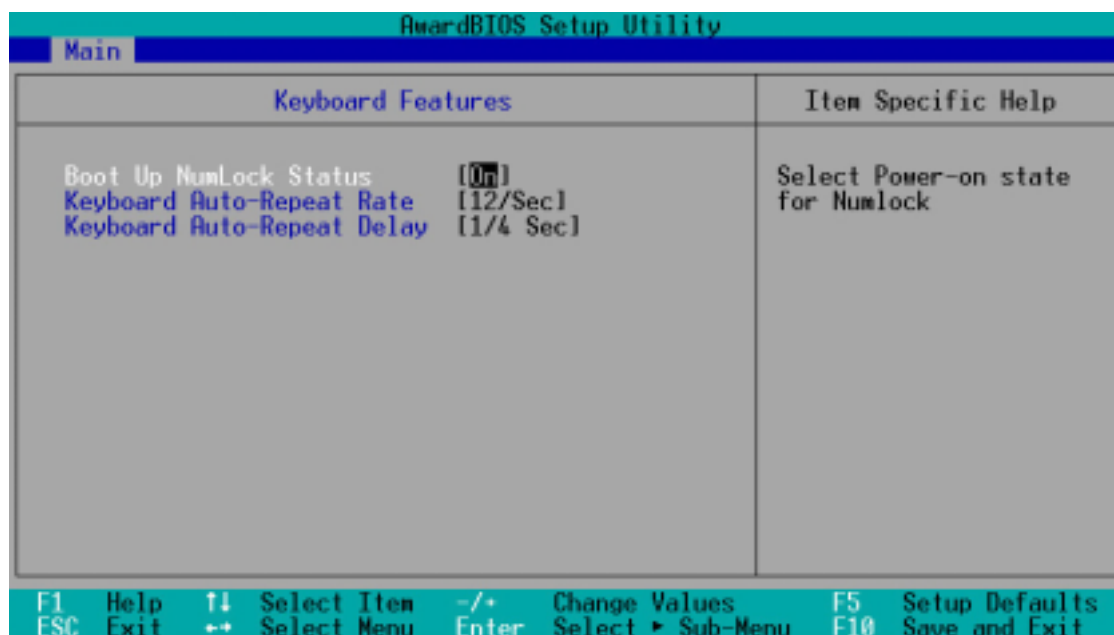 AwardBIOS Setup Utility
Main
Keyboard Features
Item Specific Help
Boot Up NumLock Status [On]
Keyboard Auto-Repeat Rate [12/Sec]
Keyboard Auto-Repeat Delay [1/4 Sec]
Select Power-on state
for Numlock
F1 Help ↑↓ Select Item -/+ Change Values F5 Setup Defaults
ESC Exit ←→ Select Menu Enter Select ► Sub-Menu F10 Save and Exit